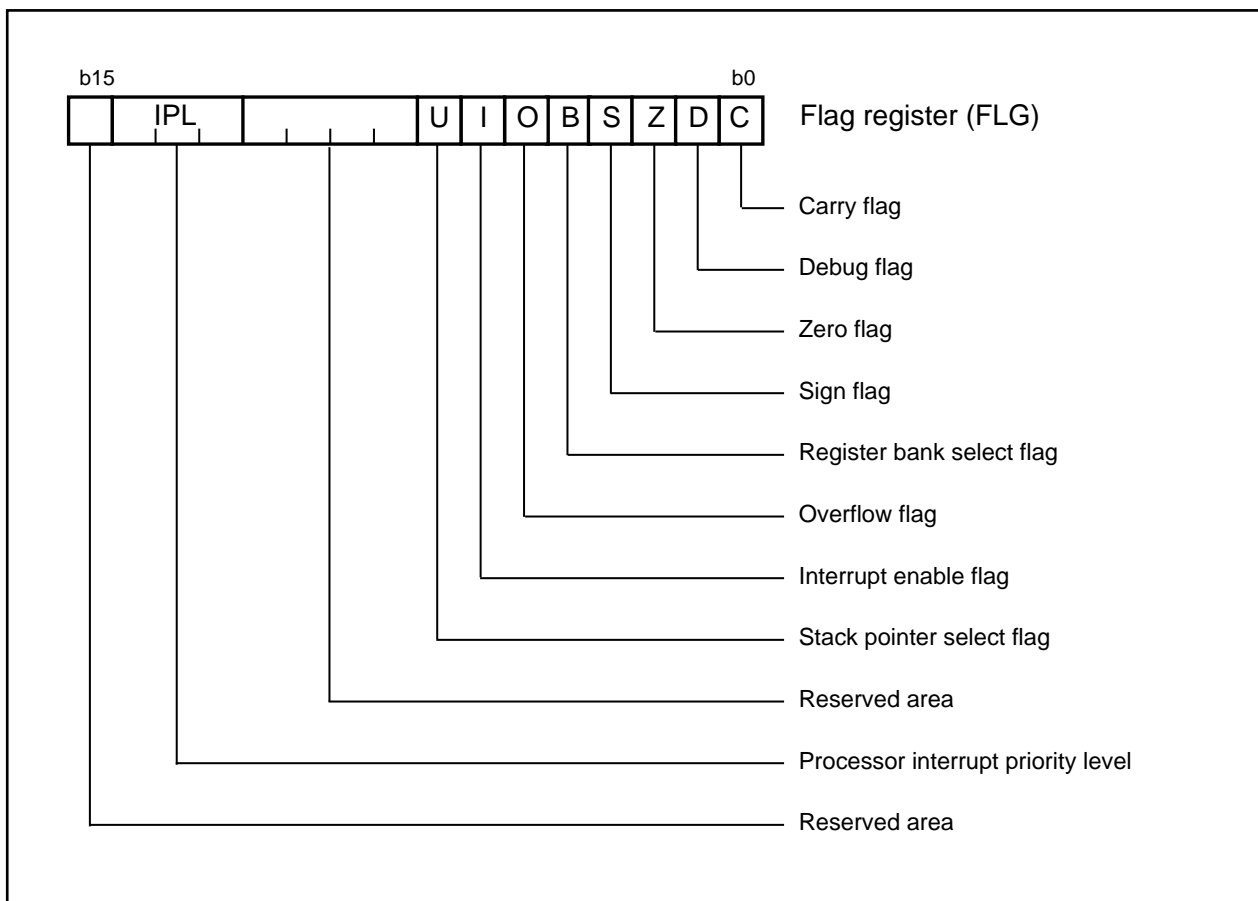 b15 b0
IPL U I O B S Z D C Flag register (FLG)
Carry flag
Debug flag
Zero flag
Sign flag
Register bank select flag
Overflow flag
Interrupt enable flag
Stack pointer select flag
Reserved area
Processor interrupt priority level
Reserved area